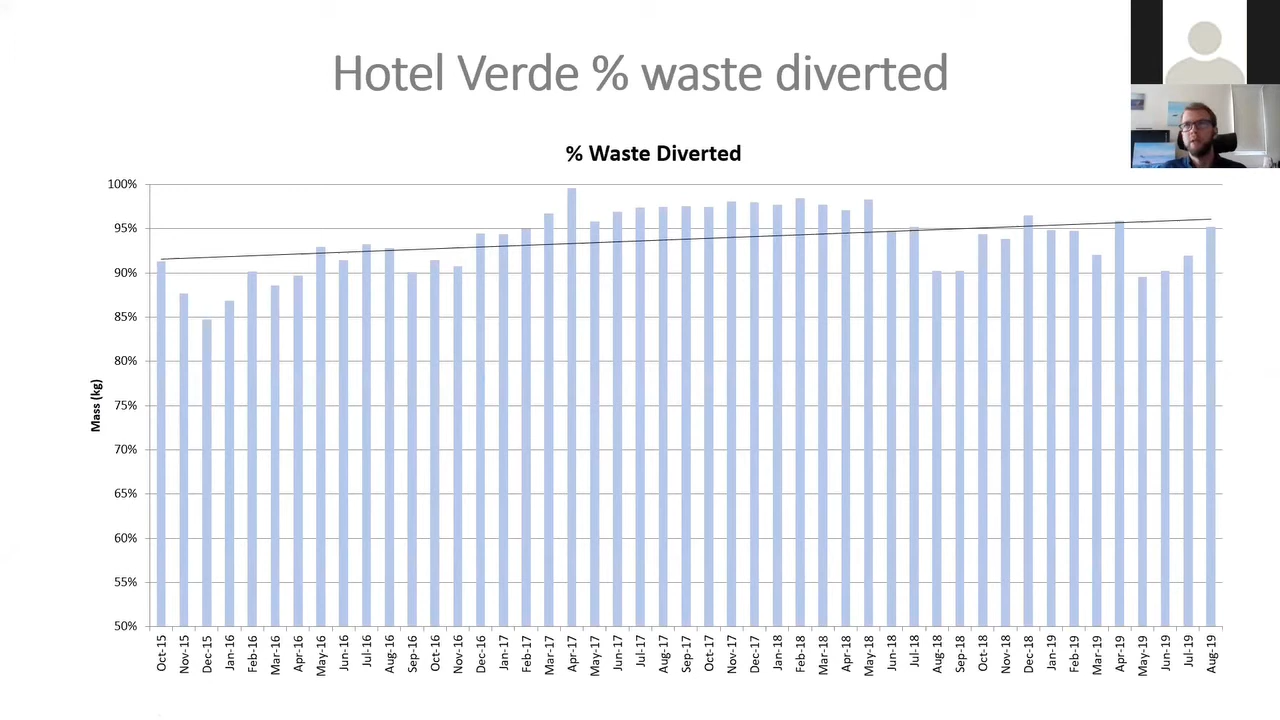 Hotel Verde % waste diverted
% Waste Diverted
100%
95%
90%
85%
80%
75%
70%
65%
60%
55%
50%
Mass (kg)
Oct-15
Nov-15
Dec-15
Jan-16
Feb-16
Mar-16
Apr-16
May-16
Jun-16
Jul-16
Aug-16
Sep-16
Oct-16
Nov-16
Dec-16
Jan-17
Feb-17
Mar-17
Apr-17
May-17
Jun-17
Jul-17
Aug-17
Sep-17
Oct-17
Nov-17
Dec-17
Jan-18
Feb-18
Mar-18
Apr-18
May-18
Jun-18
Jul-18
Aug-18
Sep-18
Oct-18
Nov-18
Dec-18
Jan-19
Feb-19
Mar-19
Apr-19
May-19
Jun-19
Jul-19
Aug-19